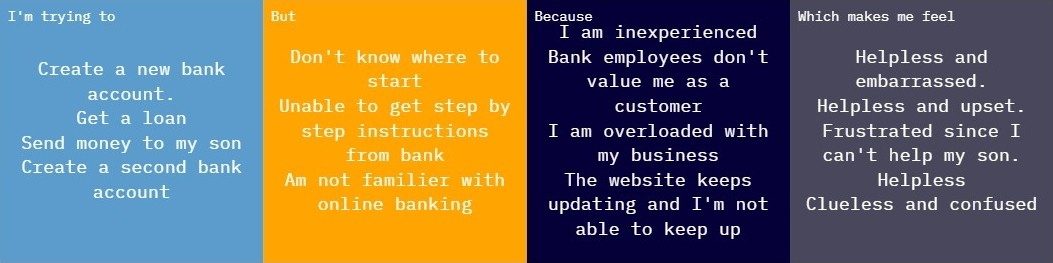 I'm trying to
Create a new bank
account.
Get a loan
Send money to my son
Create a second bank
account
But
Don't know where to
start
Unable to get step by
step instructions
from bank
Am not familier with
online banking
Because
I am inexperienced
Bank employees don't
value me as a
customer
I am overloaded with
my business
The website keeps
updating and I'm not
able to keep up
Which makes me feel
Helpless and
embarrassed.
Helpless and upset.
Frustrated since I
can't help my son.
Helpless
Clueless and confused